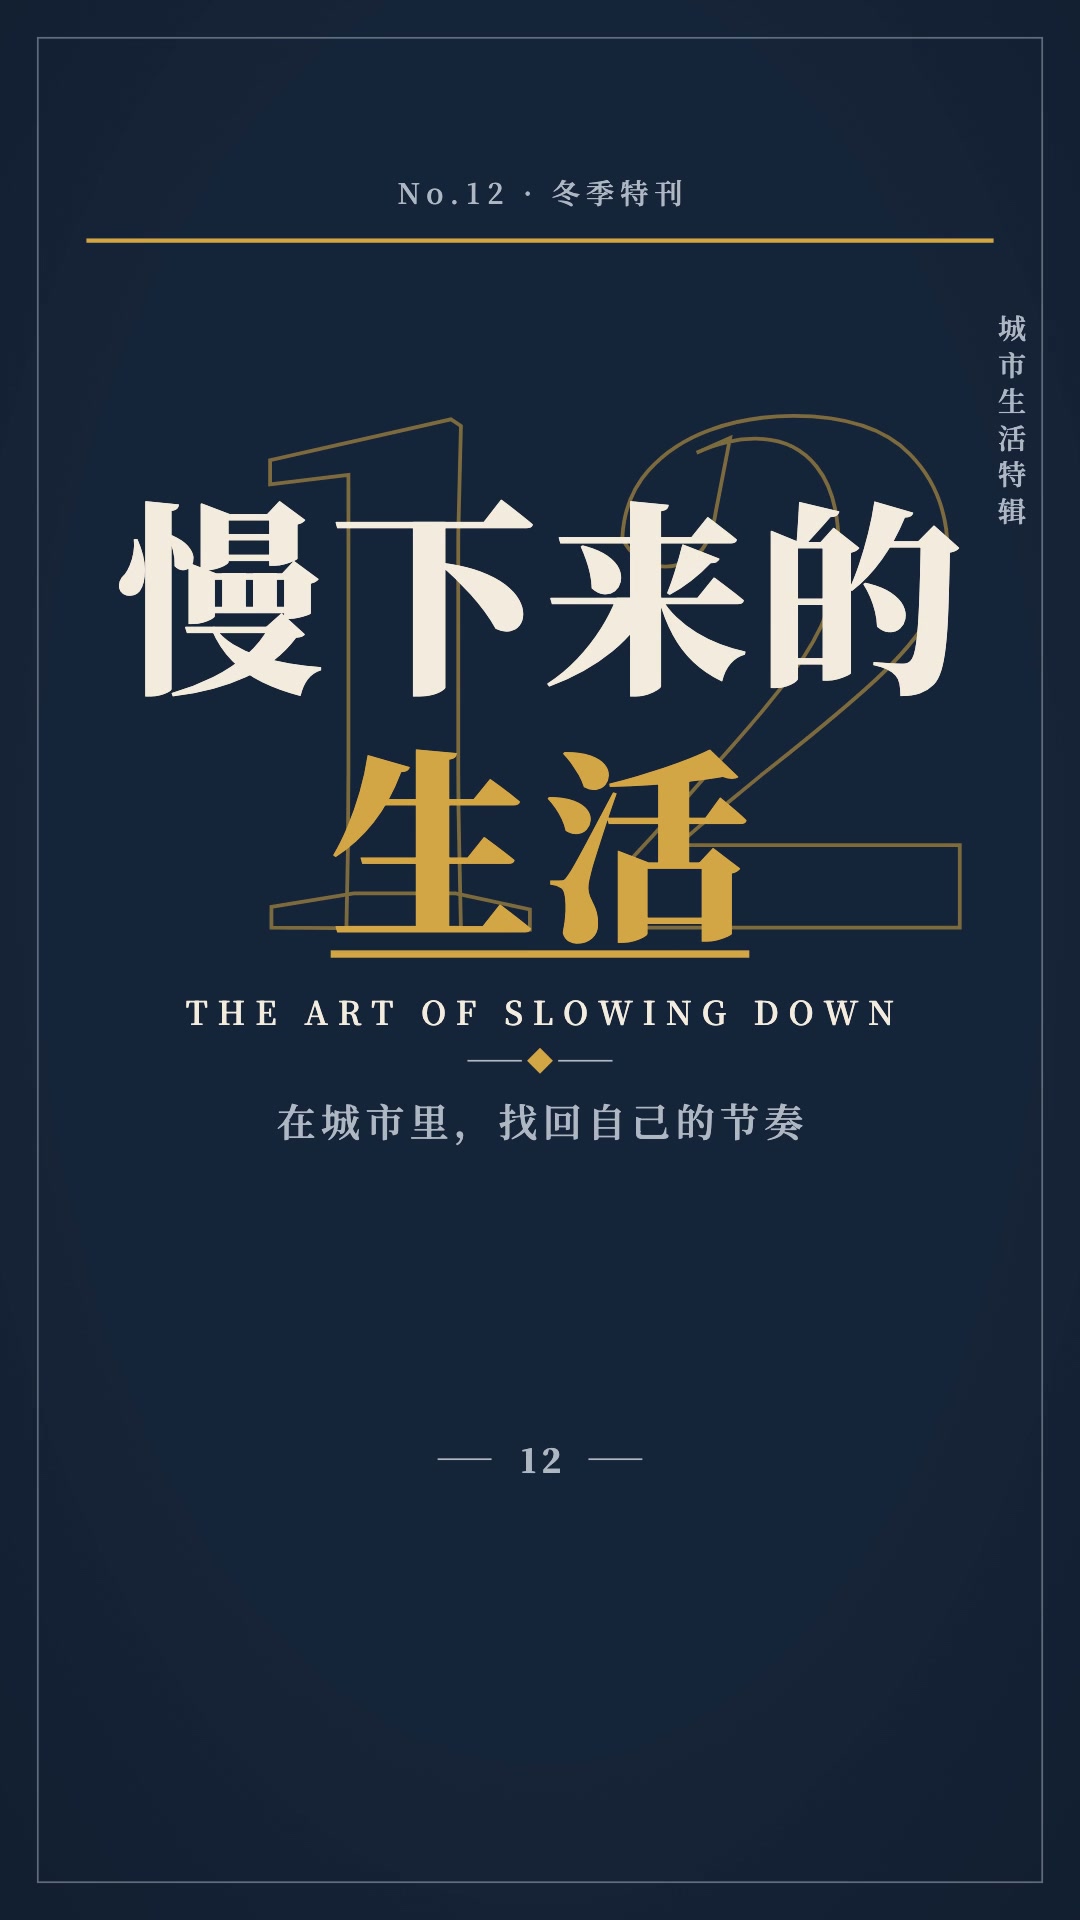 No.12 · 冬季特刊
城市生活特辑
12
慢下来的
生活
THE ART OF SLOWING DOWN
在城市里，找回自己的节奏
12